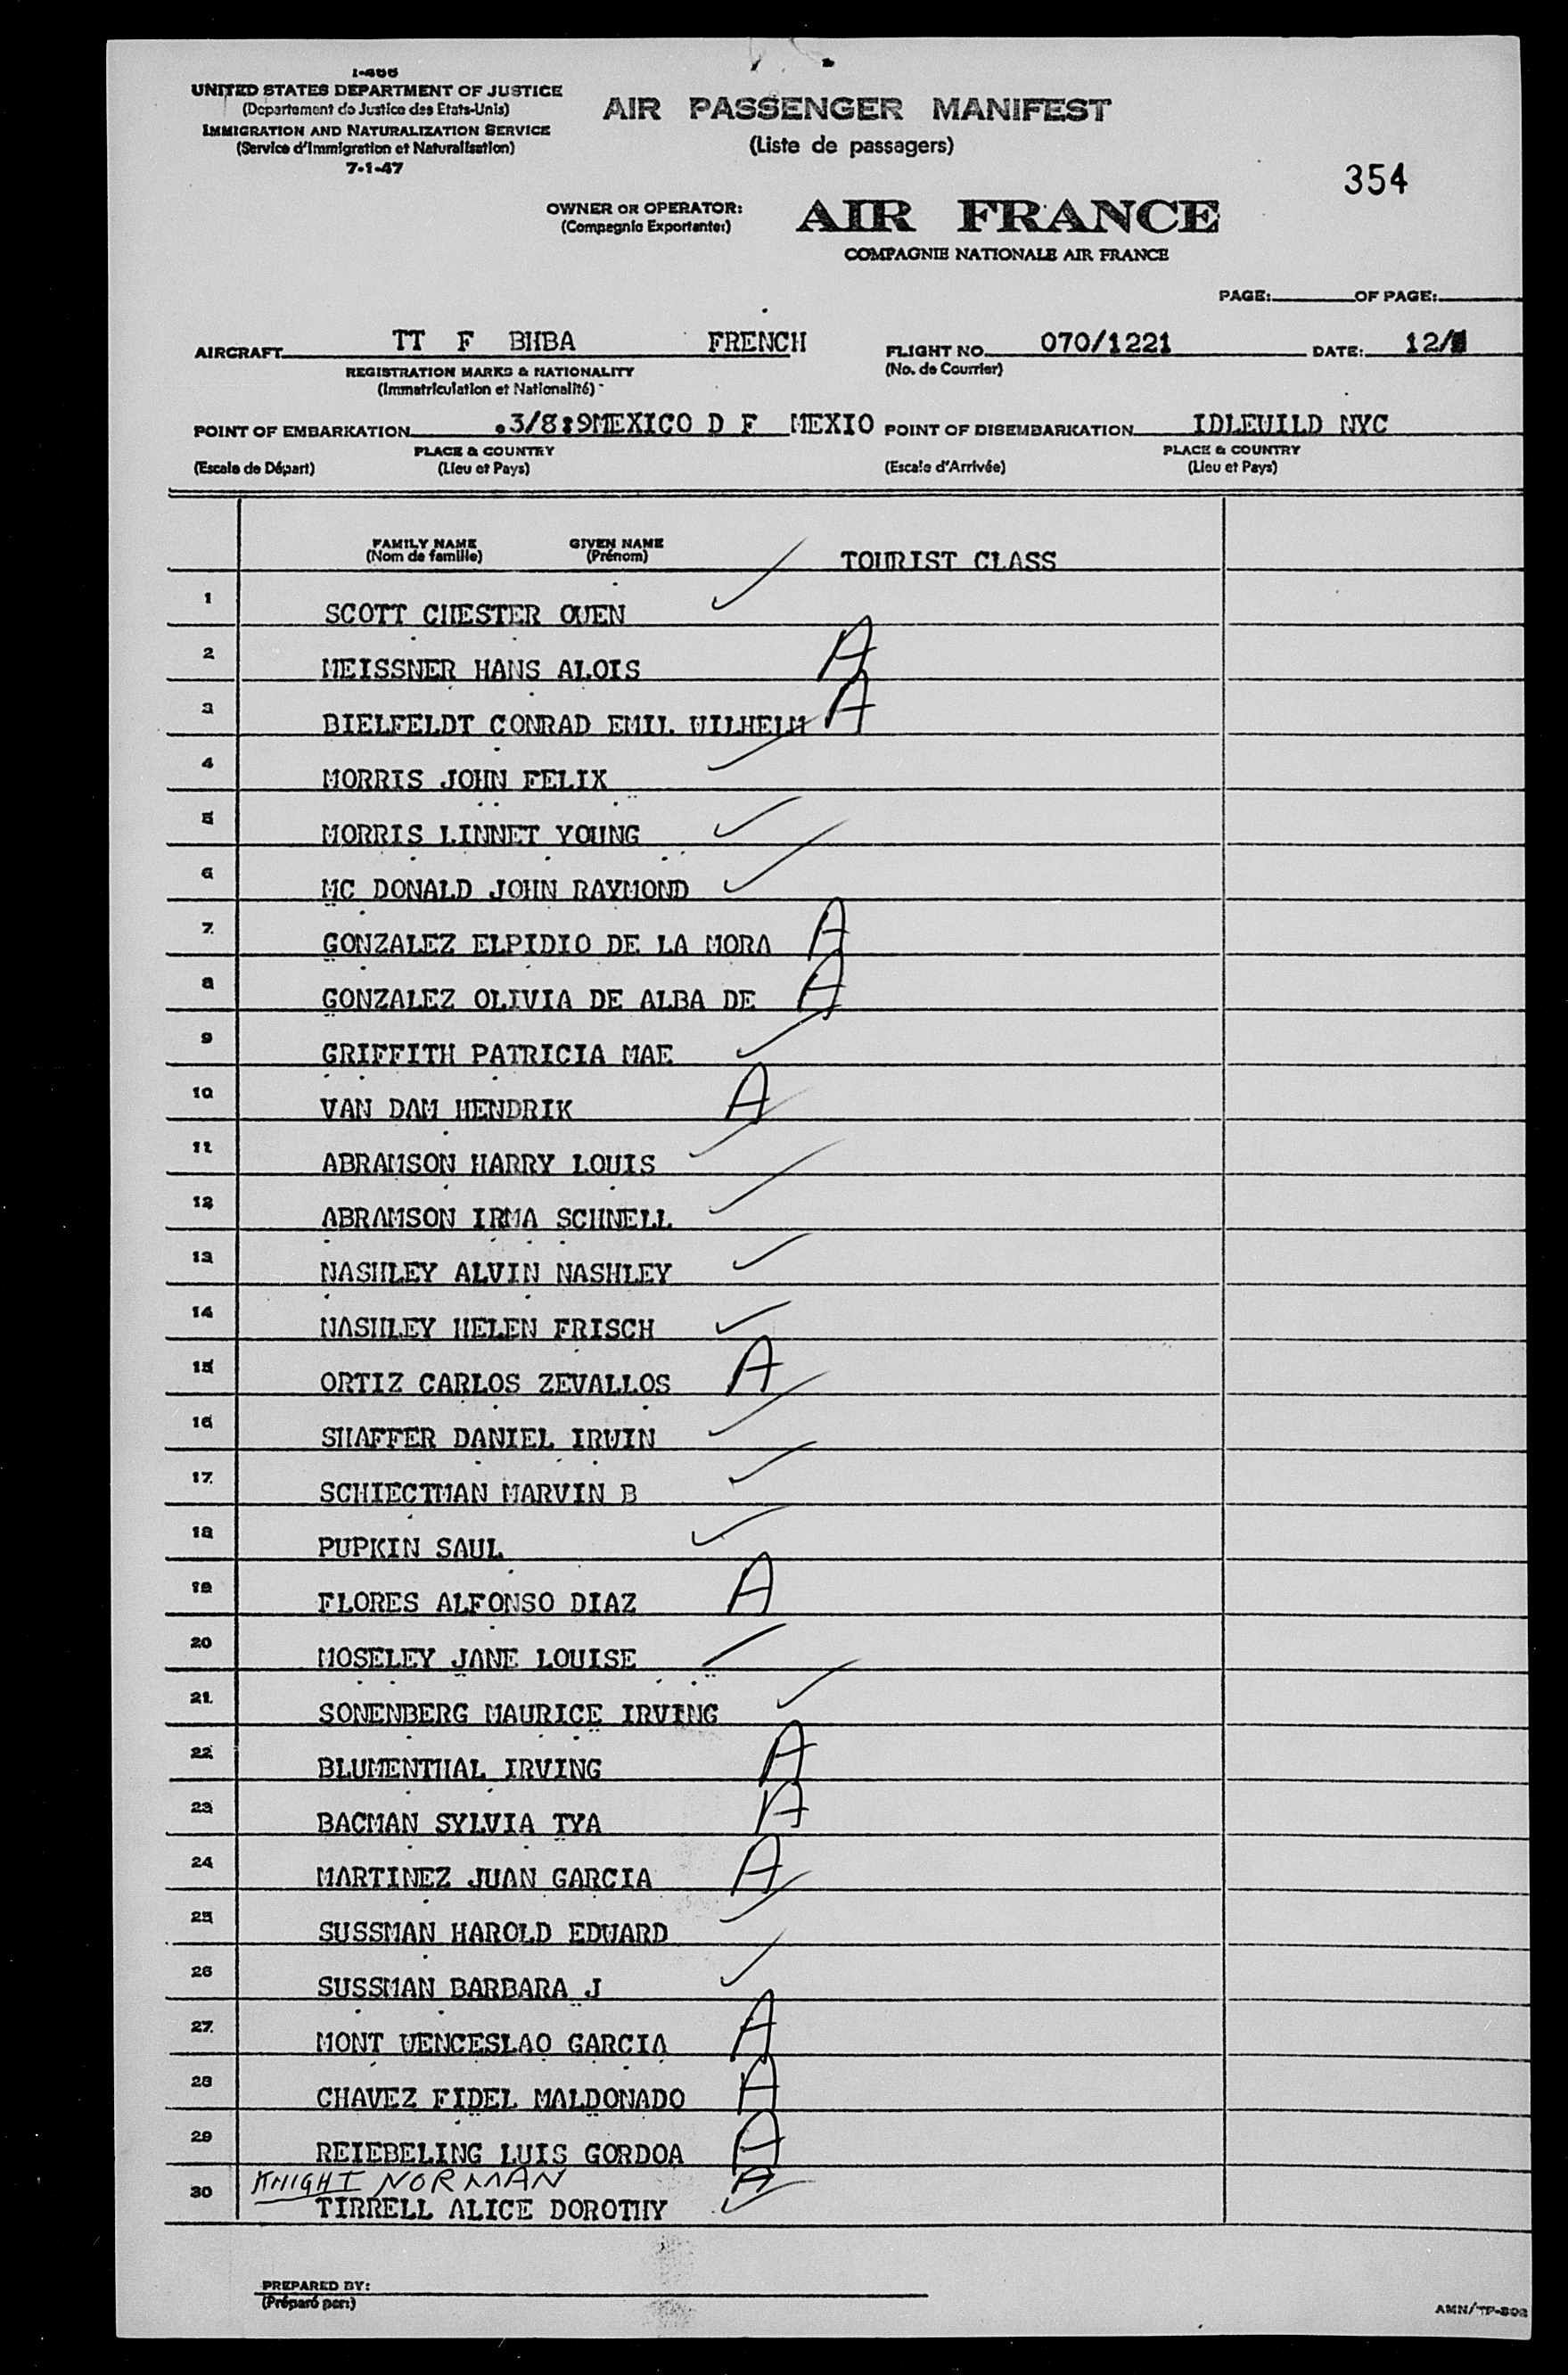 I-466
UNITED STATES DEPARTMENT OF JUSTICE
(Departament do Justice des Etats-Unis)
IMMIGRATION AND NATURALIZATION SERVICE
(Service d'Immigration et Naturalisation)
7-1-47
AIR PASSENGER MANIFEST
(Liste de passagers)
354
OWNER OR OPERATOR: AIR FRANCE
(Compagnie Exportante:)
COMPAGNIE NATIONALE AIR FRANCE
PAGE: OF PAGE:
AIRCRAFT TT F BHBA FRENCH FLIGHT NO. 070/1221 DATE: 12/
REGISTRATION MARKS & NATIONALITY (No. de Courrier)
(Immatriculation et Nationalité)
POINT OF EMBARKATION .3/8:9MEXICO D F MEXIO POINT OF DISEMBARKATION IDLEWILD NYC
PLACE & COUNTRY PLACE & COUNTRY
(Escale de Départ) (Lieu et Pays) (Escale d'Arrivée) (Lieu et Pays)
FAMILY NAME GIVEN NAME
(Nom de famille) (Prénom) TOURIST CLASS
1 SCOTT CHESTER OWEN ✓
2 MEISSNER HANS ALOIS A
3 BIELFELDT CONRAD EMIL WILHELM A
4 MORRIS JOHN FELIX ✓
5 MORRIS LINNET YOUNG ✓
6 MC DONALD JOHN RAYMOND ✓
7 GONZALEZ ELPIDIO DE LA MORA A
8 GONZALEZ OLIVIA DE ALBA DE A
9 GRIFFITH PATRICIA MAE ✓
10 VAN DAM HENDRIK A
11 ABRAMSON HARRY LOUIS ✓
12 ABRAMSON IRMA SCHNELL ✓
13 NASHLEY ALVIN NASHLEY ✓
14 NASHLEY HELEN FRISCH ✓
15 ORTIZ CARLOS ZEVALLOS A
16 SHAFFER DANIEL IRWIN ✓
17 SCHIECTMAN MARVIN B ✓
18 PUPKIN SAUL ✓
19 FLORES ALFONSO DIAZ A
20 MOSELEY JANE LOUISE ✓
21 SONENBERG MAURICE IRVING ✓
22 BLUMENTHAL IRVING A
23 BACMAN SYLVIA TYA A
24 MARTINEZ JUAN GARCIA A
25 SUSSMAN HAROLD EDWARD ✓
26 SUSSMAN BARBARA J ✓
27 MONT WENCESLAO GARCIA A
28 CHAVEZ FIDEL MALDONADO A
29 REIEBELING LUIS GORDOA A
KNIGHT NORMAN A
30 TIRRELL ALICE DOROTHY ✓
PREPARED BY:
(Préparé par:)
AMN/TP-802